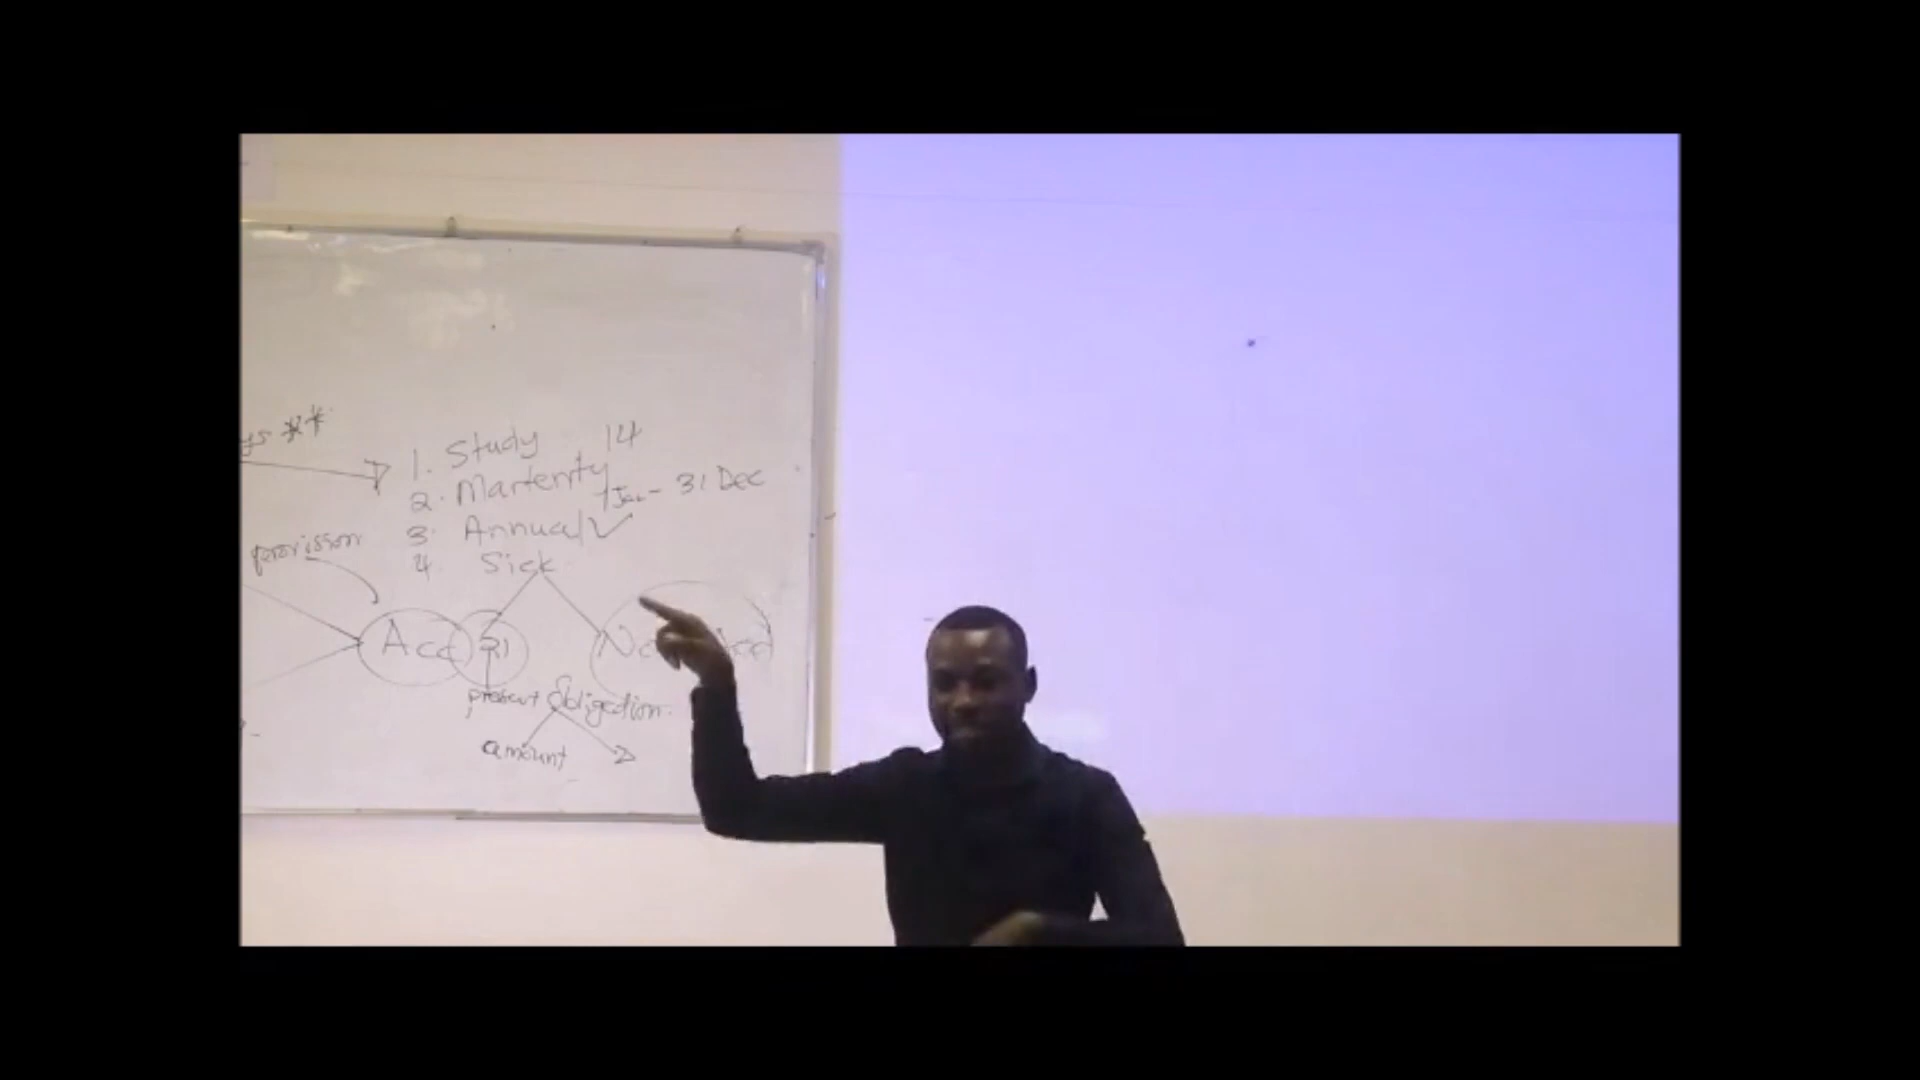 **
1. Study 14
2. Martenity 1 Jan - 31 Dec
3. Annual ✓
4. Sick
provisson
Acc
present obligation.
amount